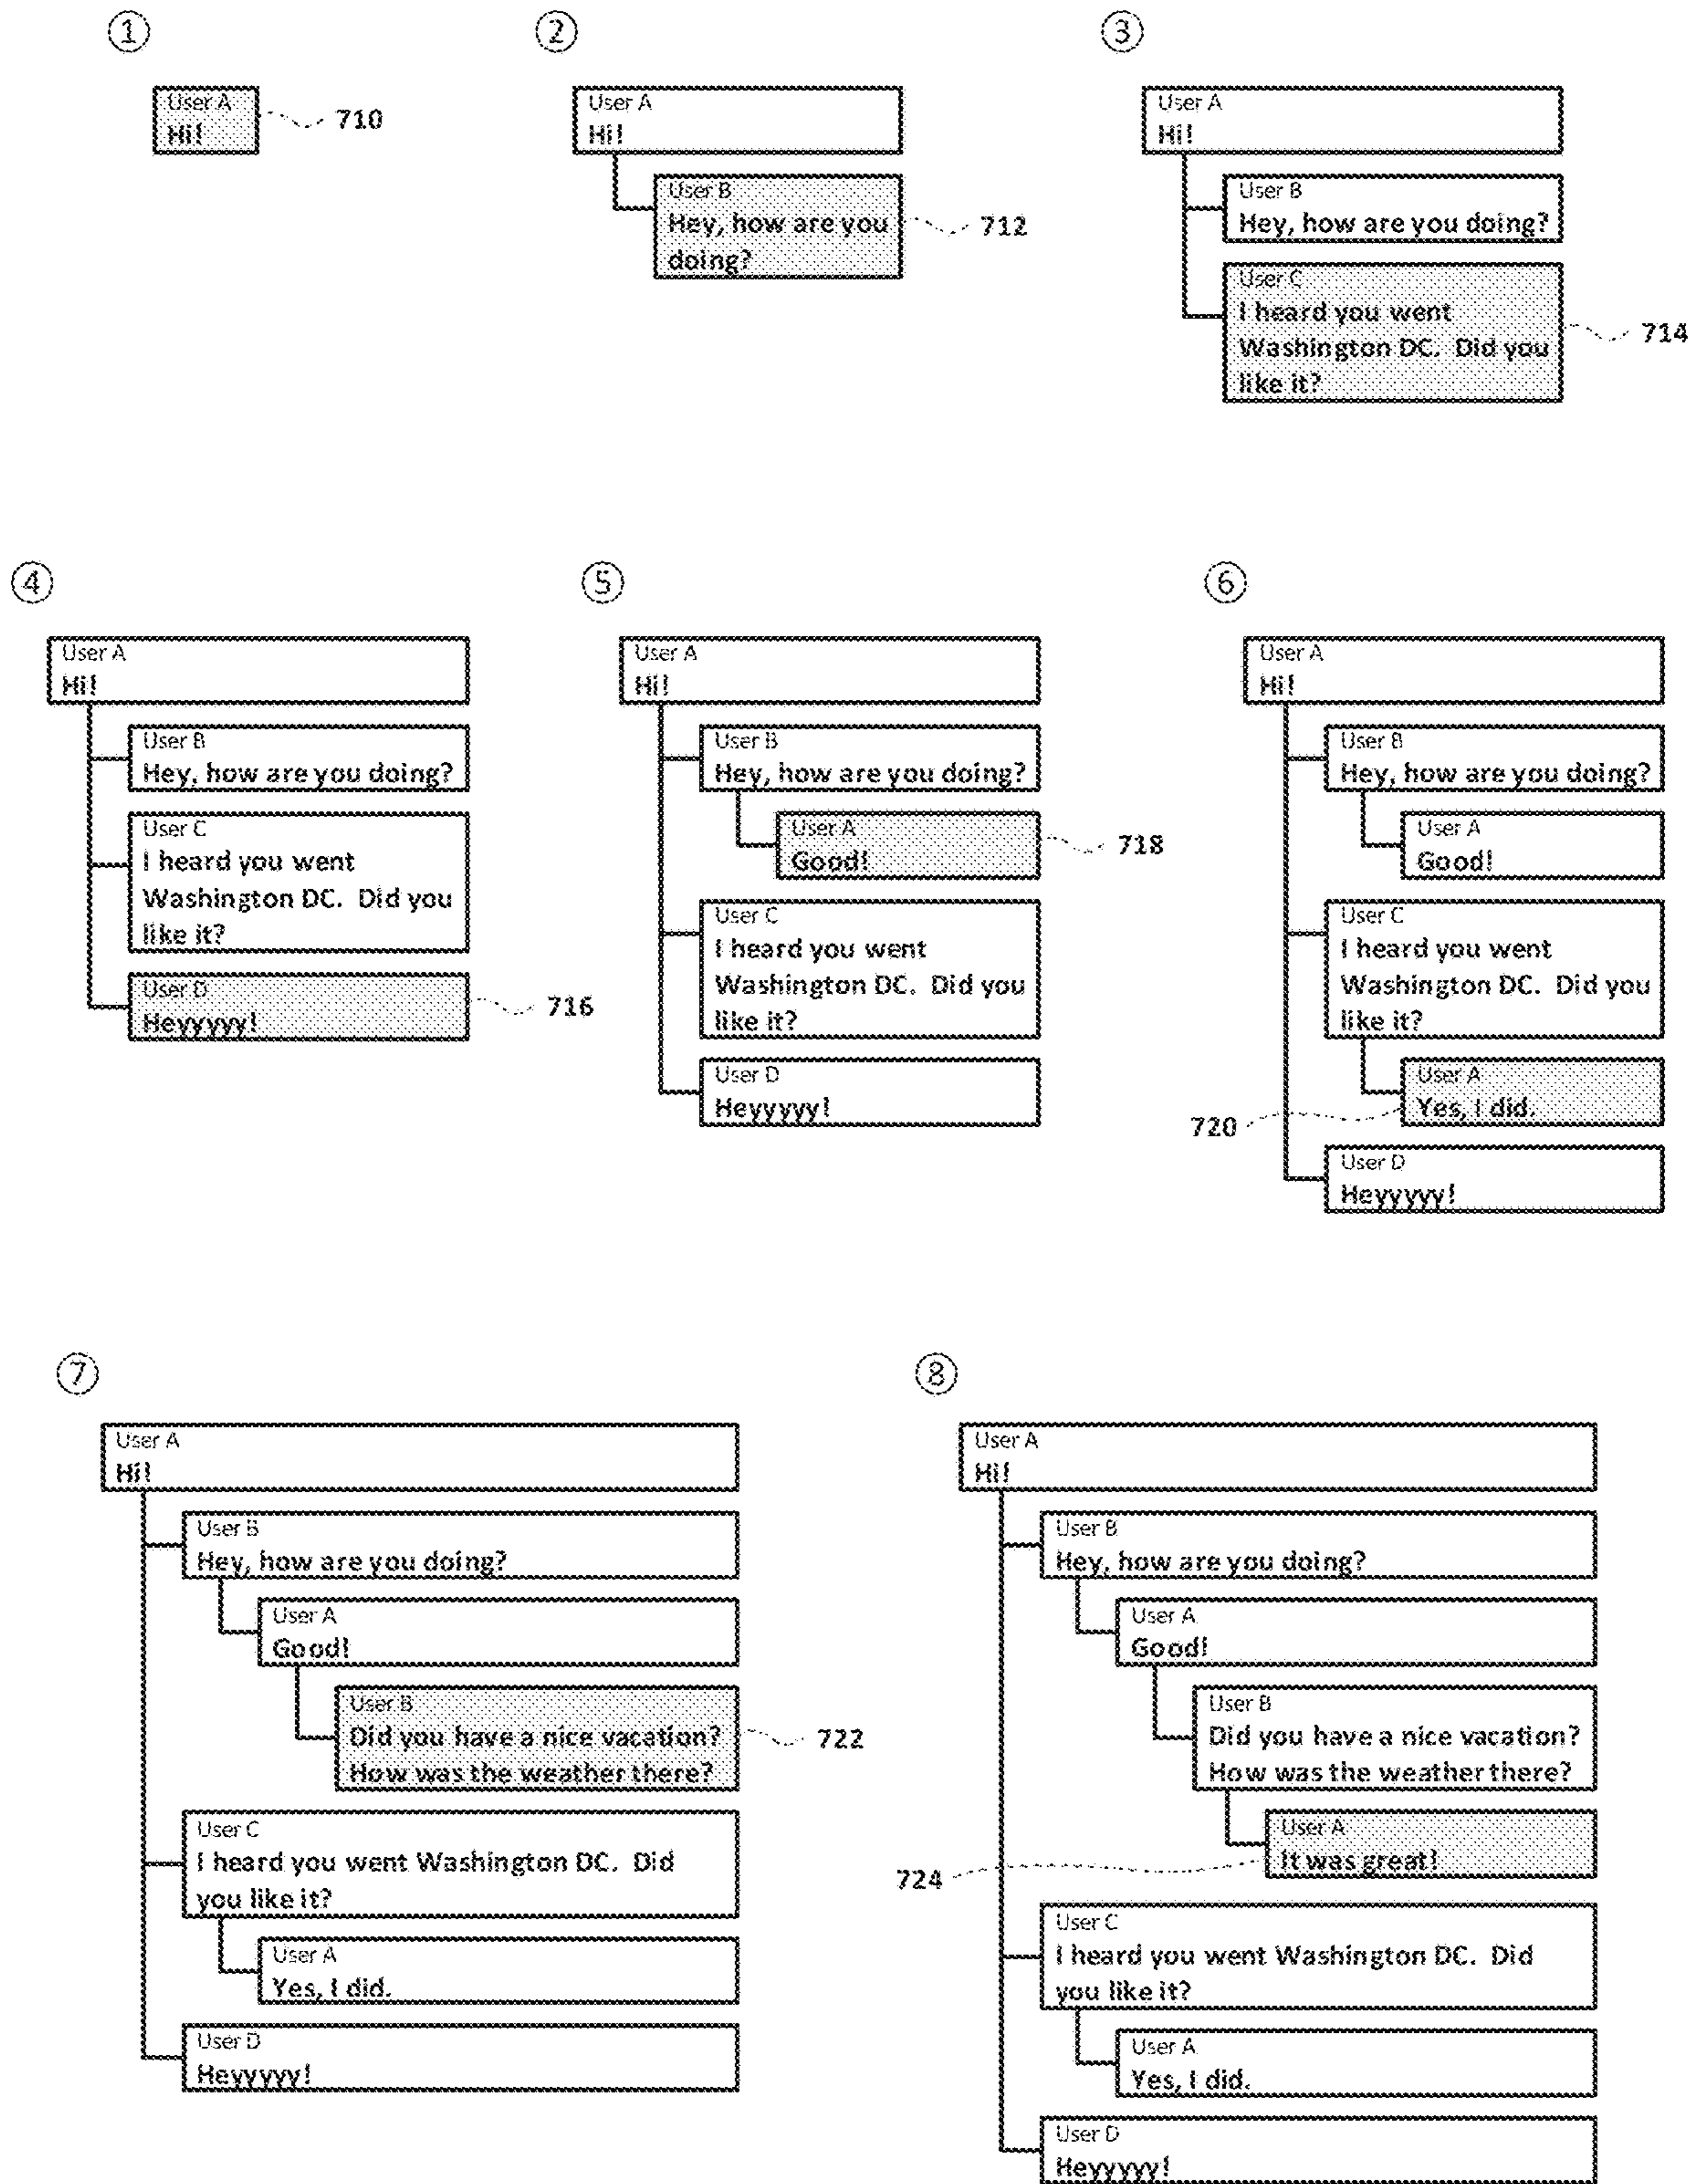 ① ② ③
User A
Hi!
710
User A
Hi!
User B
Hey, how are you
doing?
712
User A
Hi!
User B
Hey, how are you doing?
User C
I heard you went
Washington DC. Did you
like it?
714
④ ⑤ ⑥
User A
Hi!
User B
Hey, how are you doing?
User C
I heard you went
Washington DC. Did you
like it?
User D
Heyyyyy!
716
User A
Hi!
User B
Hey, how are you doing?
User A
Good!
718
User C
I heard you went
Washington DC. Did you
like it?
User D
Heyyyyy!
User A
Hi!
User B
Hey, how are you doing?
User A
Good!
User C
I heard you went
Washington DC. Did you
like it?
User A
Yes, I did.
720
User D
Heyyyyy!
⑦ ⑧
User A
Hi!
User B
Hey, how are you doing?
User A
Good!
User B
Did you have a nice vacation?
How was the weather there?
722
User C
I heard you went Washington DC. Did
you like it?
User A
Yes, I did.
User D
Heyyyyy!
User A
Hi!
User B
Hey, how are you doing?
User A
Good!
User B
Did you have a nice vacation?
How was the weather there?
User A
It was great!
724
User C
I heard you went Washington DC. Did
you like it?
User A
Yes, I did.
User D
Heyyyyy!